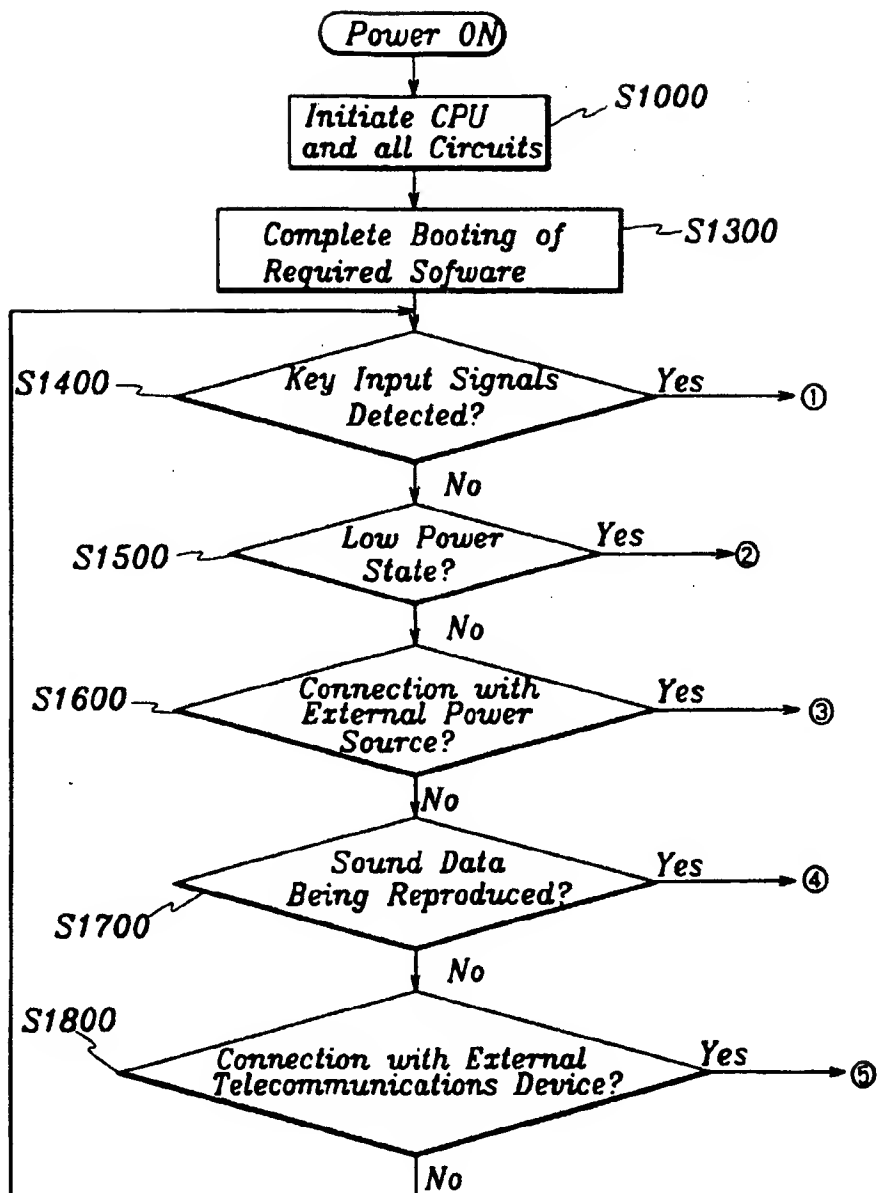 Power ON
S1000
Initiate CPU
and all Circuits
S1300
Complete Booting of
Required Sofware
S1400
Key Input Signals
Detected?
Yes
①
No
S1500
Low Power
State?
Yes
②
No
S1600
Connection with
External Power
Source?
Yes
③
No
S1700
Sound Data
Being Reproduced?
Yes
④
No
S1800
Connection with External
Telecommunications Device?
Yes
⑤
No